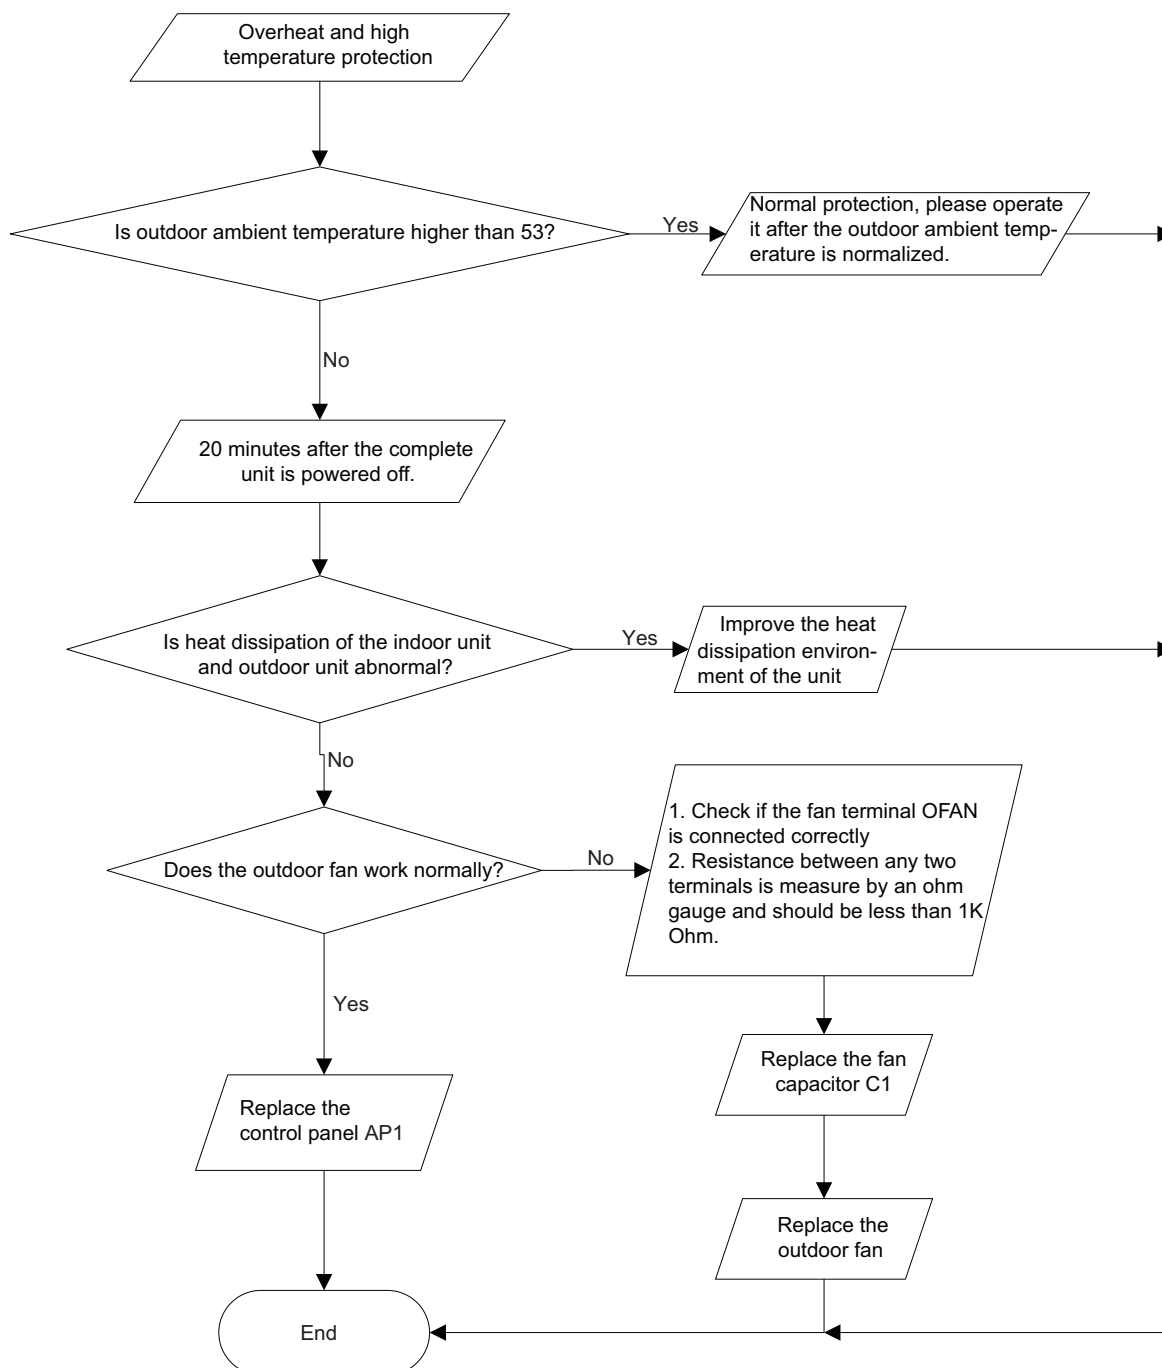 Overheat and high
temperature protection
Is outdoor ambient temperature higher than 53?
Yes
Normal protection, please operate
it after the outdoor ambient temp-
erature is normalized.
No
20 minutes after the complete
unit is powered off.
Is heat dissipation of the indoor unit
and outdoor unit abnormal?
Yes
Improve the heat
dissipation environ-
ment of the unit
No
Does the outdoor fan work normally?
No
1. Check if the fan terminal OFAN
is connected correctly
2. Resistance between any two
terminals is measure by an ohm
gauge and should be less than 1K
Ohm.
Yes
Replace the fan
capacitor C1
Replace the
control panel AP1
Replace the
outdoor fan
End